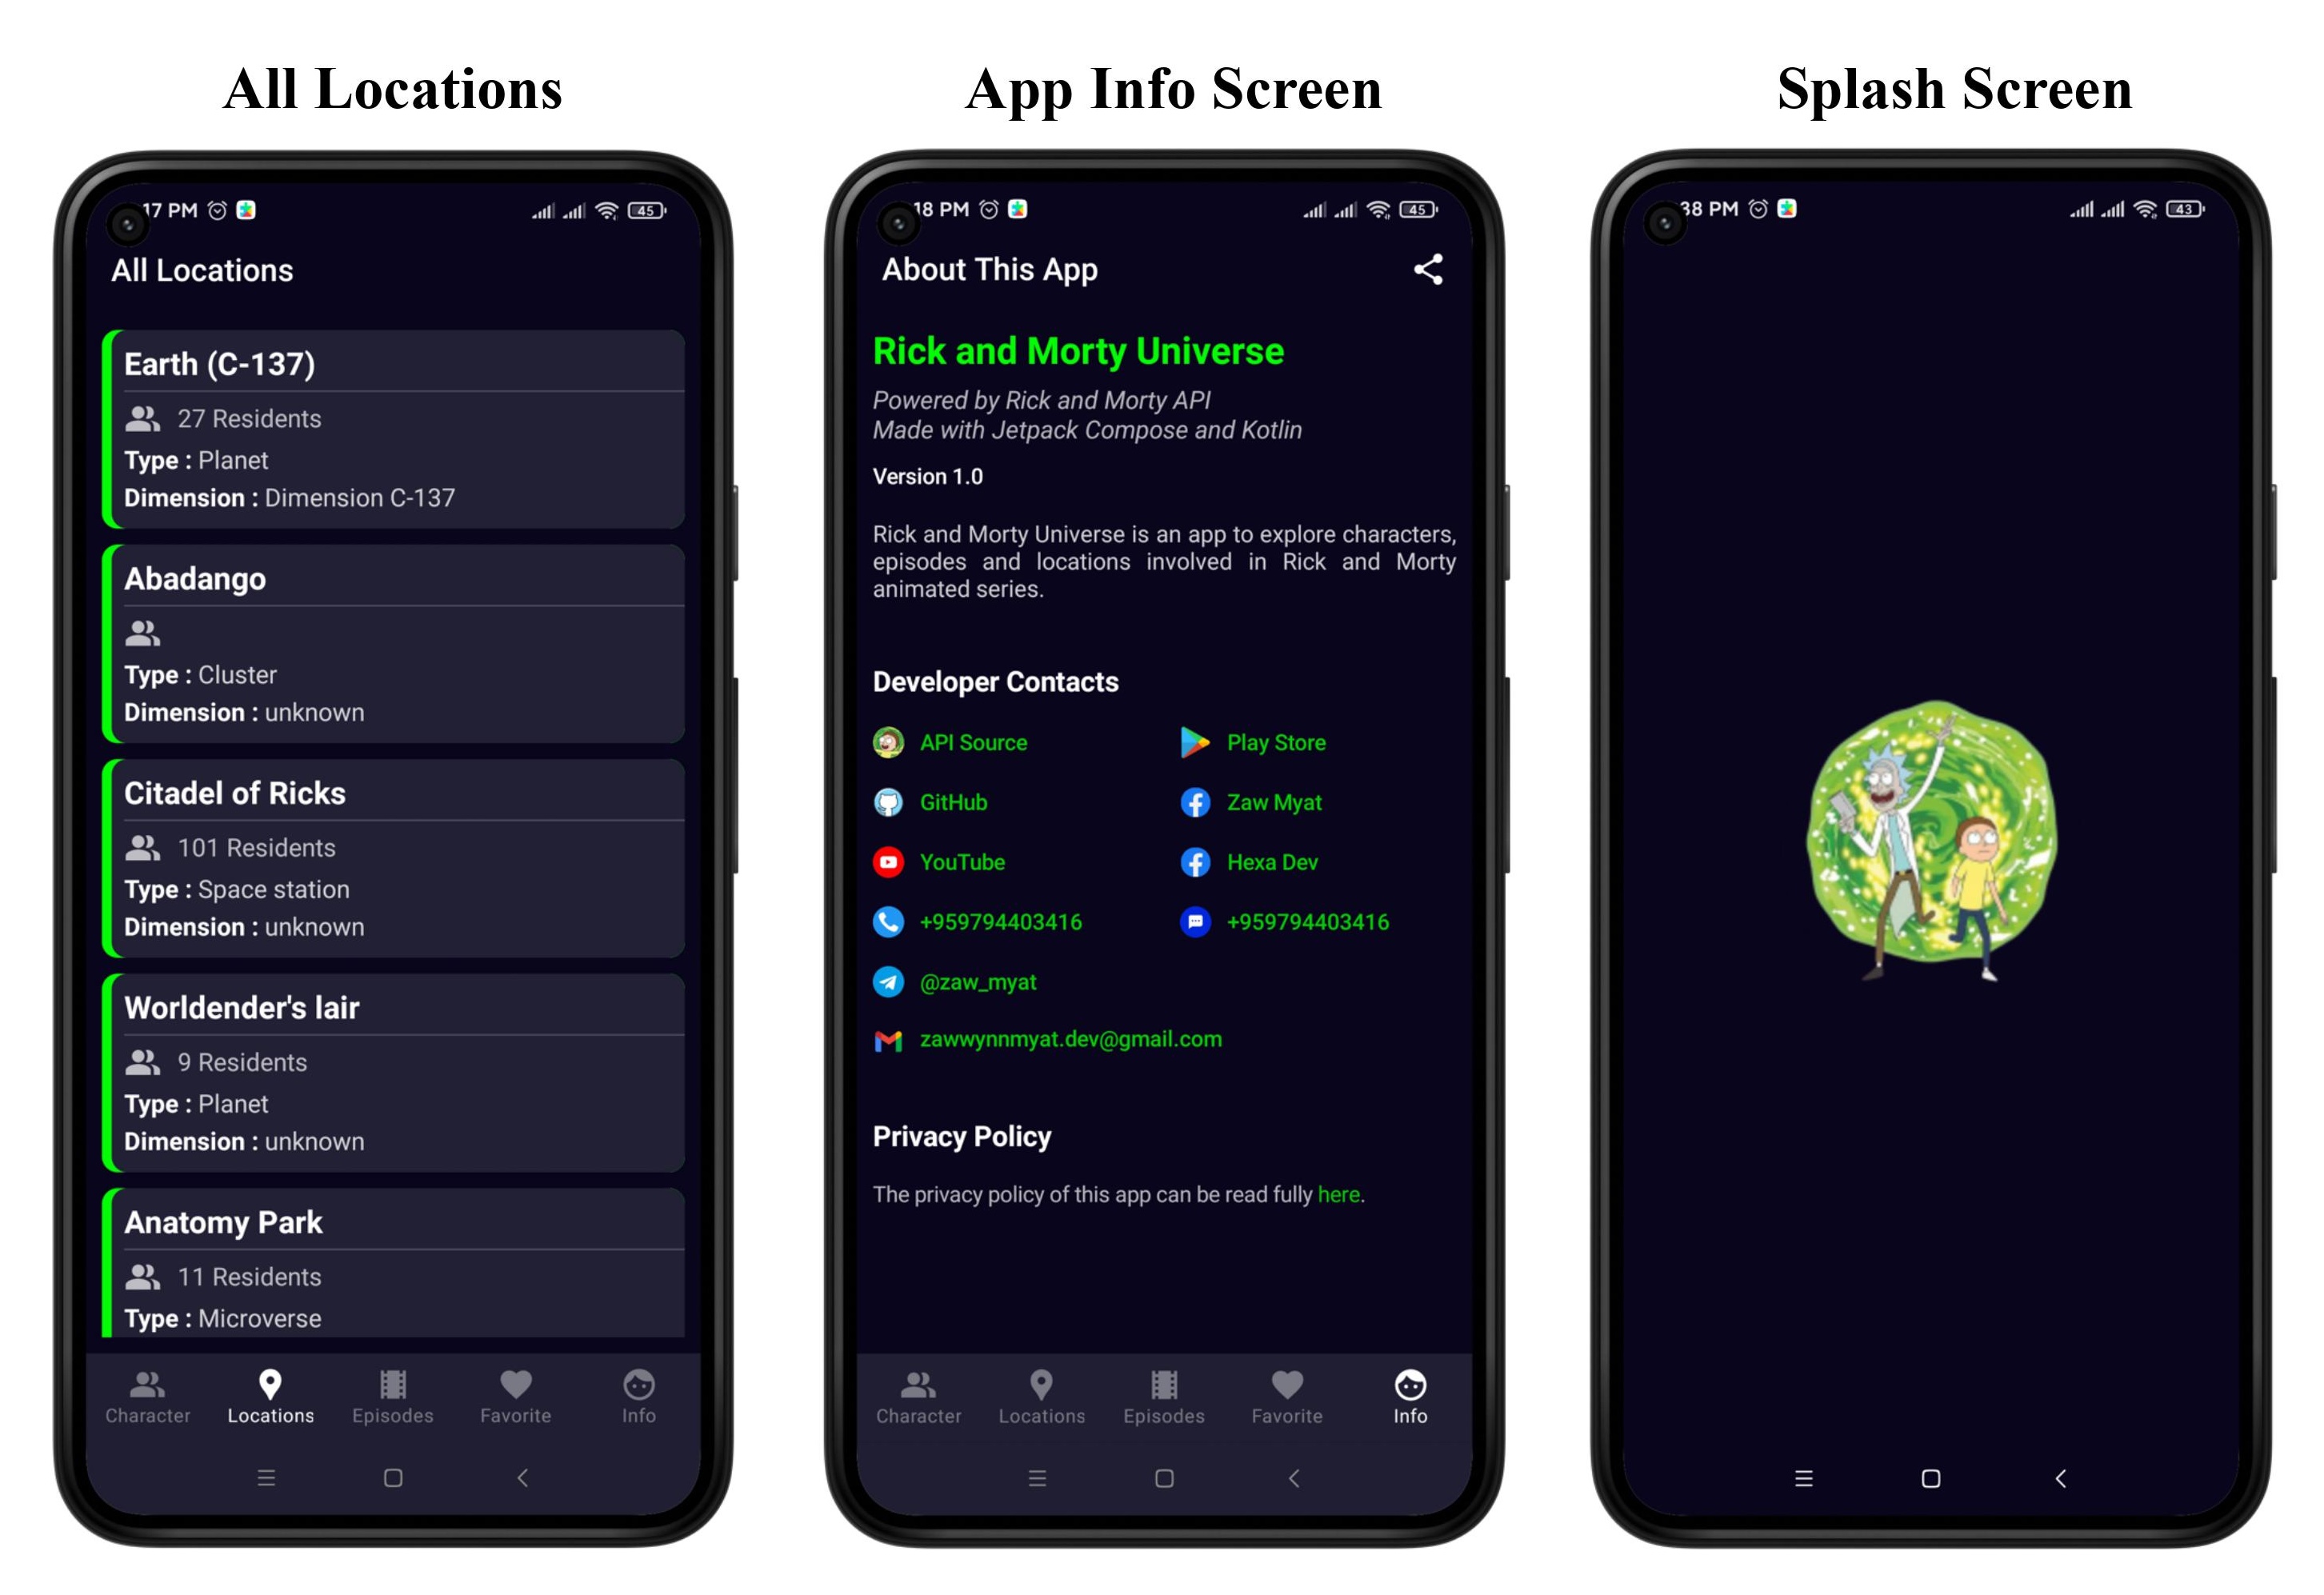 All Locations
App Info Screen
Splash Screen
17 PM
45
All Locations
Earth (C-137)
27 Residents
Type : Planet
Dimension : Dimension C-137
Abadango
Type : Cluster
Dimension : unknown
Citadel of Ricks
101 Residents
Type : Space station
Dimension : unknown
Worldender's lair
9 Residents
Type : Planet
Dimension : unknown
Anatomy Park
11 Residents
Type : Microverse
Character
Locations
Episodes
Favorite
Info
18 PM
45
About This App
Rick and Morty Universe
Powered by Rick and Morty API
Made with Jetpack Compose and Kotlin
Version 1.0
Rick and Morty Universe is an app to explore characters,
episodes and locations involved in Rick and Morty
animated series.
Developer Contacts
API Source
Play Store
GitHub
Zaw Myat
YouTube
Hexa Dev
+959794403416
+959794403416
@zaw_myat
zawwynnmyat.dev@gmail.com
Privacy Policy
The privacy policy of this app can be read fully here.
Character
Locations
Episodes
Favorite
Info
38 PM
43